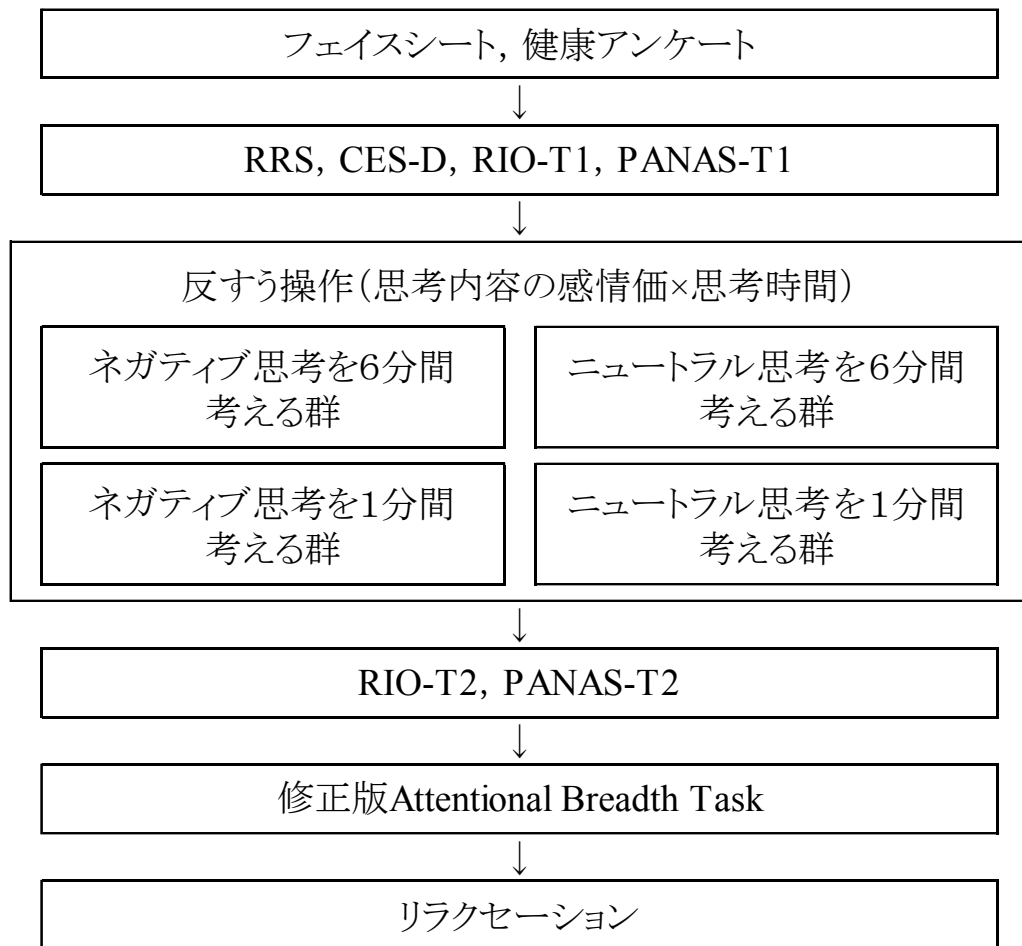 フェイスシート, 健康アンケート
↓
RRS, CES-D, RIO-T1, PANAS-T1
↓
反すう操作(思考内容の感情価×思考時間)
ネガティブ思考を6分間
考える群
ニュートラル思考を6分間
考える群
ネガティブ思考を1分間
考える群
ニュートラル思考を1分間
考える群
↓
RIO-T2, PANAS-T2
↓
修正版Attentional Breadth Task
↓
リラクセーション